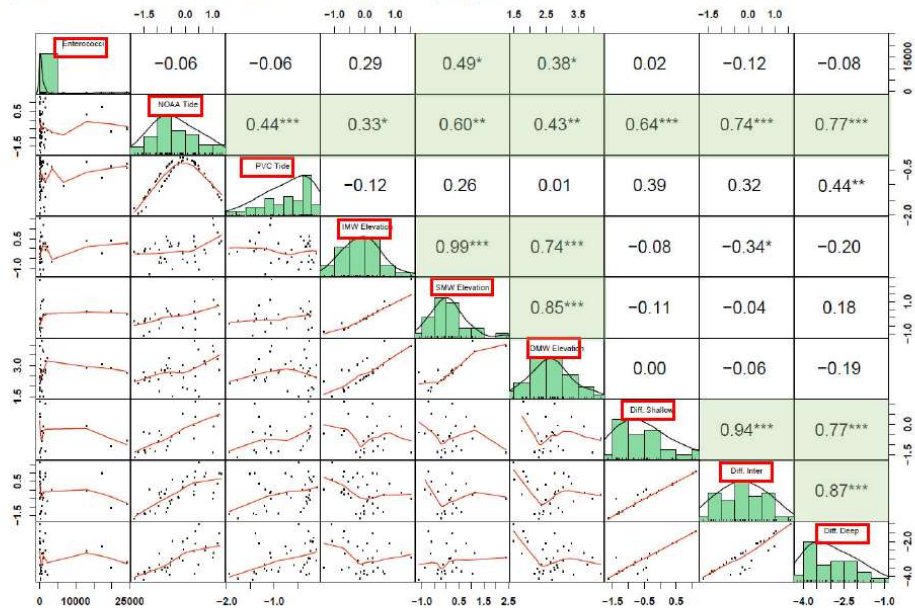 −1.5 0.0 1.0 −1.5 0.0 1.0 1.5 2.5 3.5 −1.5 0.0 1.0
Enterococci −0.06 −0.06 0.29 0.49* 0.38* 0.02 −0.12 −0.08 0 15000
−1.5 0.5 NOAA Tide 0.44*** 0.33* 0.60** 0.43** 0.64*** 0.74*** 0.77***
PVC Tide −0.12 0.26 0.01 0.39 0.32 0.44** −2.0 −0.5
−1.0 0.5 IMW Elevation 0.99*** 0.74*** −0.08 −0.34* −0.20
SMW Elevation 0.85*** −0.11 −0.04 0.18 −1.0 1.0
1.5 3.0 DMW Elevation 0.00 −0.06 −0.19
Diff. Shallow 0.94*** 0.77*** −1.5 0.0
−1.5 0.5 Diff. Inter 0.87***
Diff. Deep −4.0 −2.0
0 10000 25000 −2.0 −1.0 −1.0 0.5 1.5 2.5 −1.5 −0.5 0.5 −4.0 −3.0 −2.0 −1.0